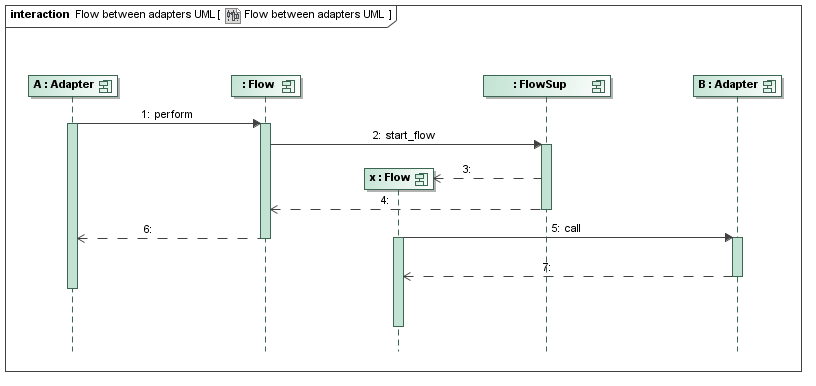 interaction Flow between adapters UML [ Flow between adapters UML ]
A : Adapter
: Flow
: FlowSup
B : Adapter
1: perform
2: start_flow
3:
x : Flow
4:
5: call
6:
7: